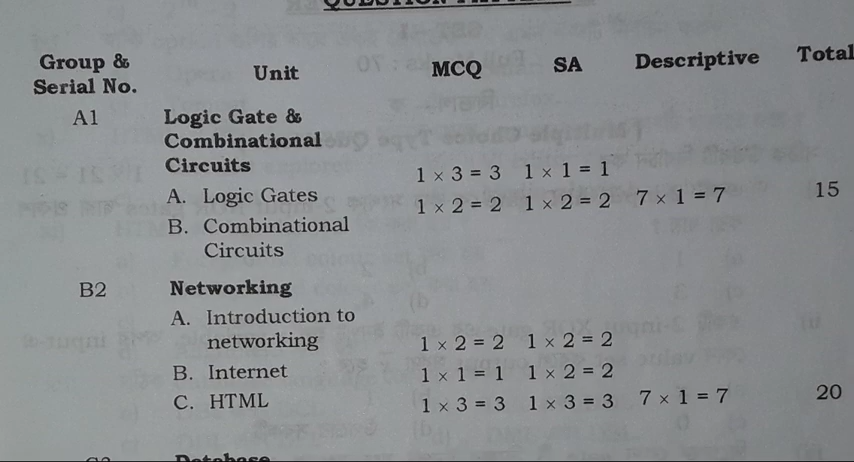 Group & Unit MCQ SA Descriptive Total
Serial No.
A1 Logic Gate &
Combinational
Circuits
1 × 3 = 3 1 × 1 = 1
A. Logic Gates 1 × 2 = 2 1 × 2 = 2 7 × 1 = 7 15
B. Combinational
Circuits
B2 Networking
A. Introduction to
networking 1 × 2 = 2 1 × 2 = 2
B. Internet 1 × 1 = 1 1 × 2 = 2
C. HTML 1 × 3 = 3 1 × 3 = 3 7 × 1 = 7 20
Database